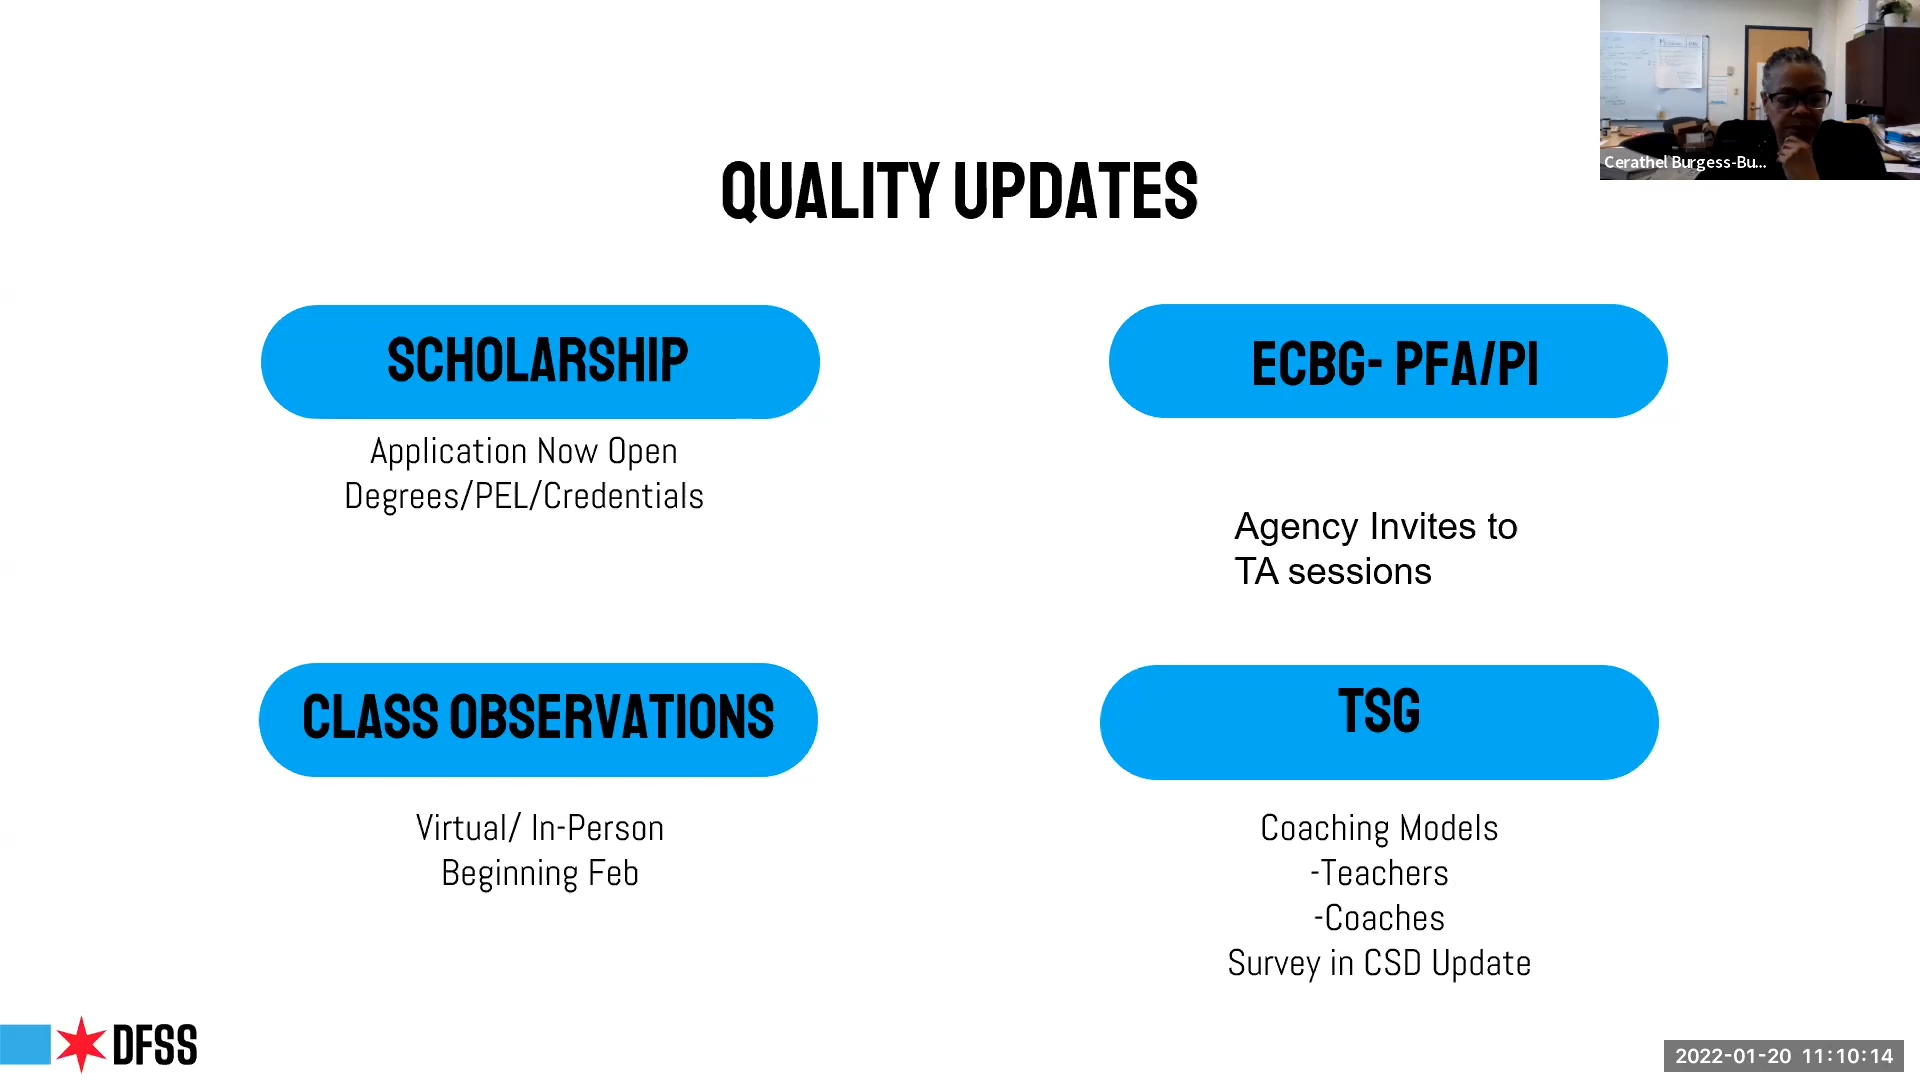 Cerathel Burgess-Bu...
QUALITY UPDATES
SCHOLARSHIP
Application Now Open
Degrees/PEL/Credentials
ECBG- PFA/PI
Agency Invites to
TA sessions
CLASS OBSERVATIONS
Virtual/ In-Person
Beginning Feb
TSG
Coaching Models
-Teachers
-Coaches
Survey in CSD Update
DFSS
2022-01-20 11:10:14